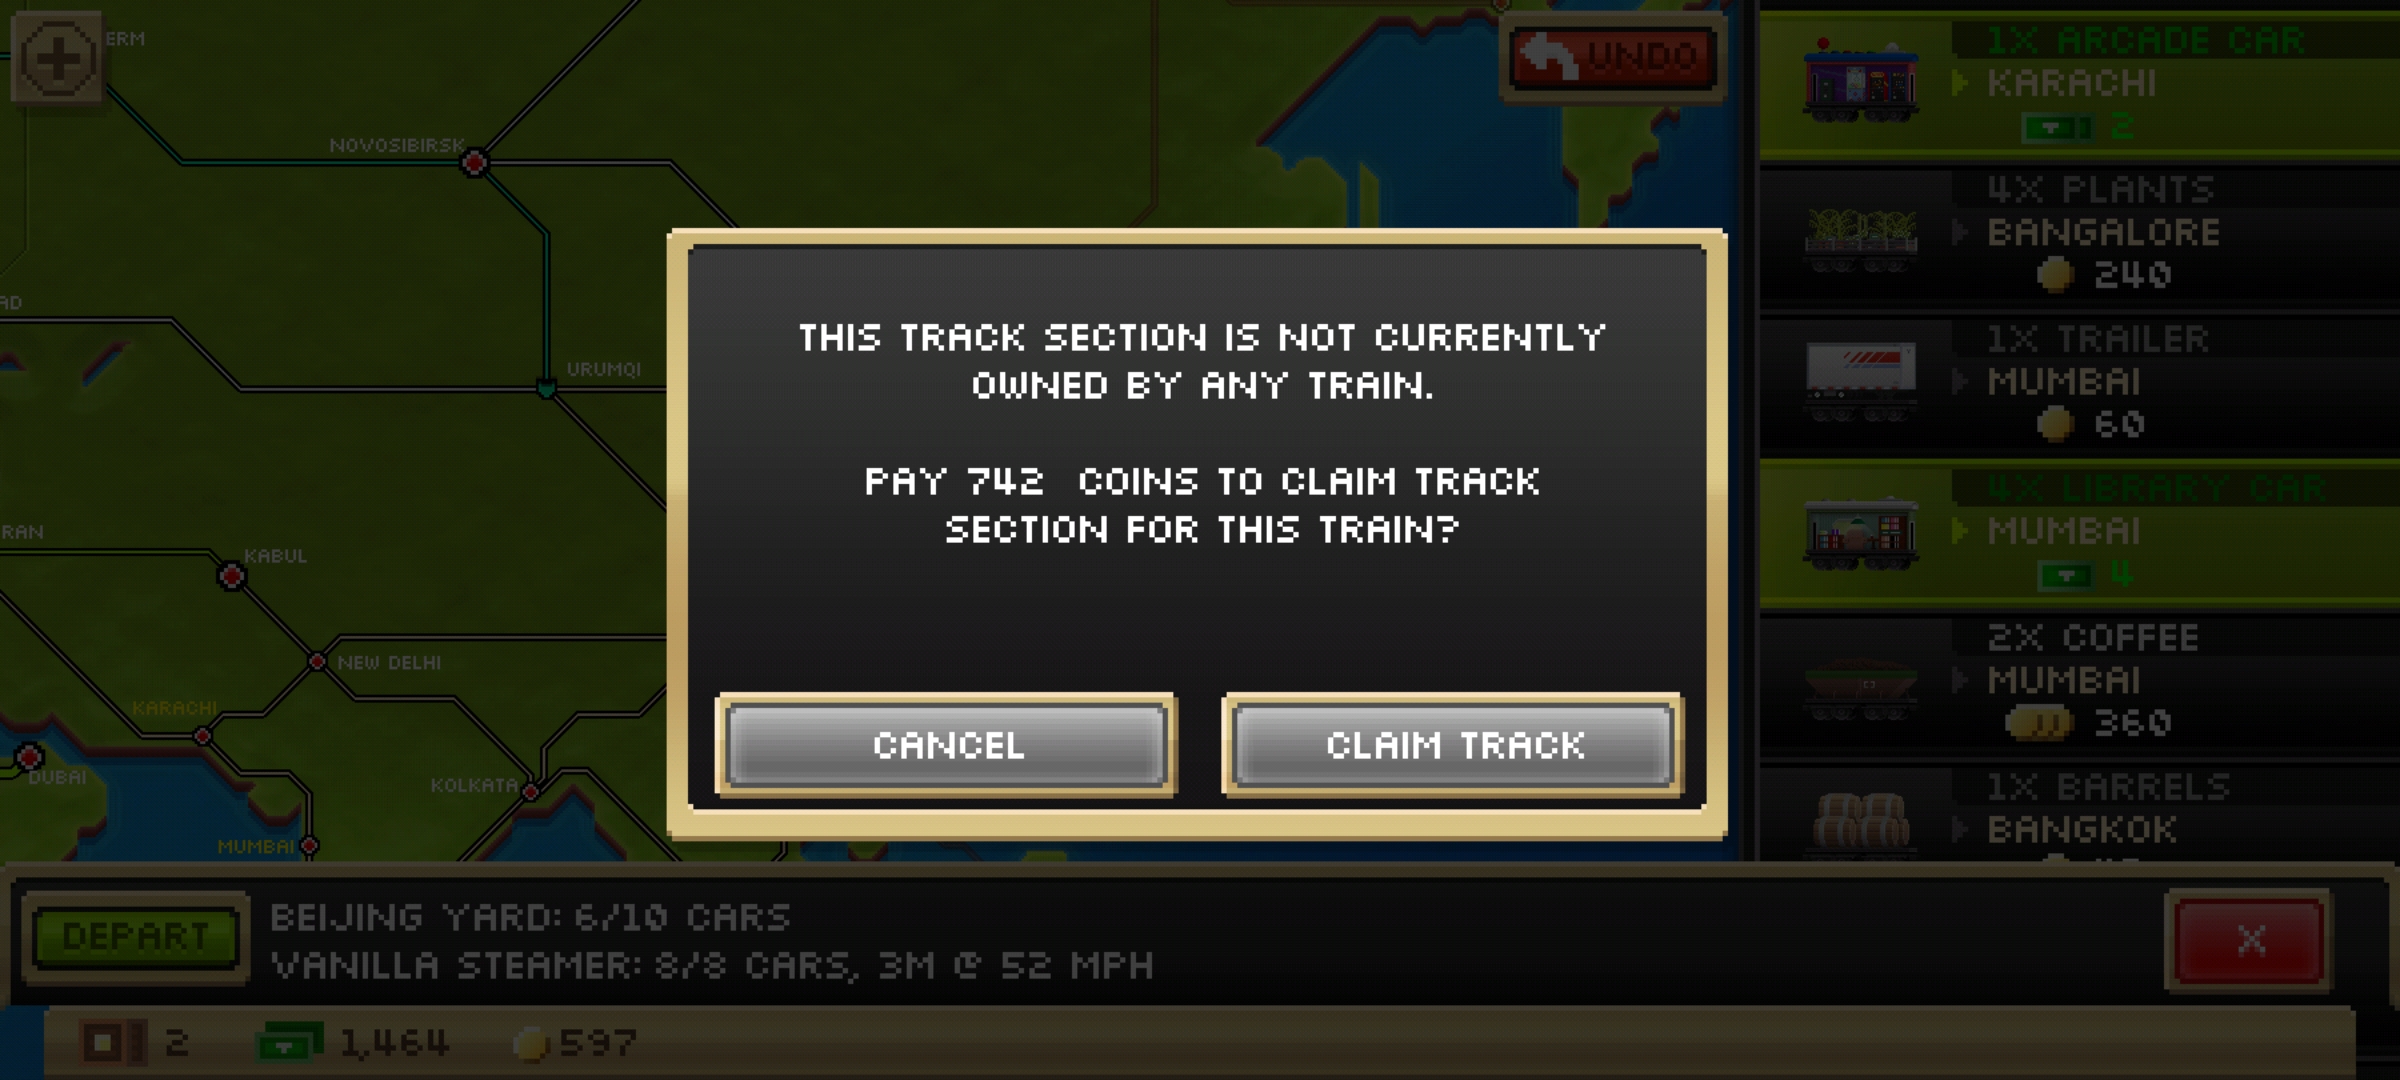 ERM
NOVOSIBIRSK
AD
URUMQI
RAN
KABUL
NEW DELHI
KARACHI
DUBAI
KOLKATA
MUMBAI
UNDO
THIS TRACK SECTION IS NOT CURRENTLY
OWNED BY ANY TRAIN.
PAY 742 COINS TO CLAIM TRACK
SECTION FOR THIS TRAIN?
CANCEL
CLAIM TRACK
1X ARCADE CAR
KARACHI
2
4X PLANTS
BANGALORE
240
1X TRAILER
MUMBAI
60
4X LIBRARY CAR
MUMBAI
4
2X COFFEE
MUMBAI
360
1X BARRELS
BANGKOK
DEPART
BEIJING YARD: 6/10 CARS
VANILLA STEAMER: 8/8 CARS, 3M @ 52 MPH
X
2
1,464
597